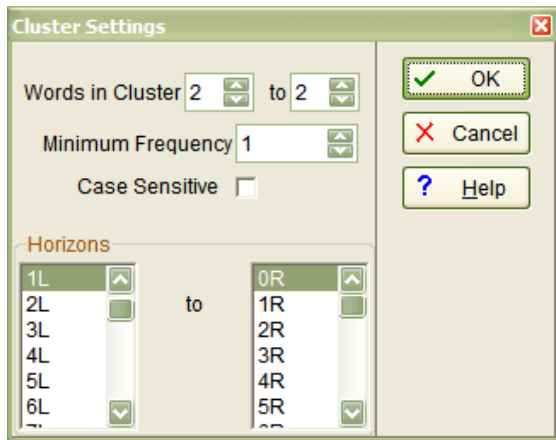 Cluster Settings
Words in Cluster 2 to 2
Minimum Frequency 1
Case Sensitive
OK
Cancel
? Help
Horizons
1L
2L
3L
4L
5L
6L
to
0R
1R
2R
3R
4R
5R